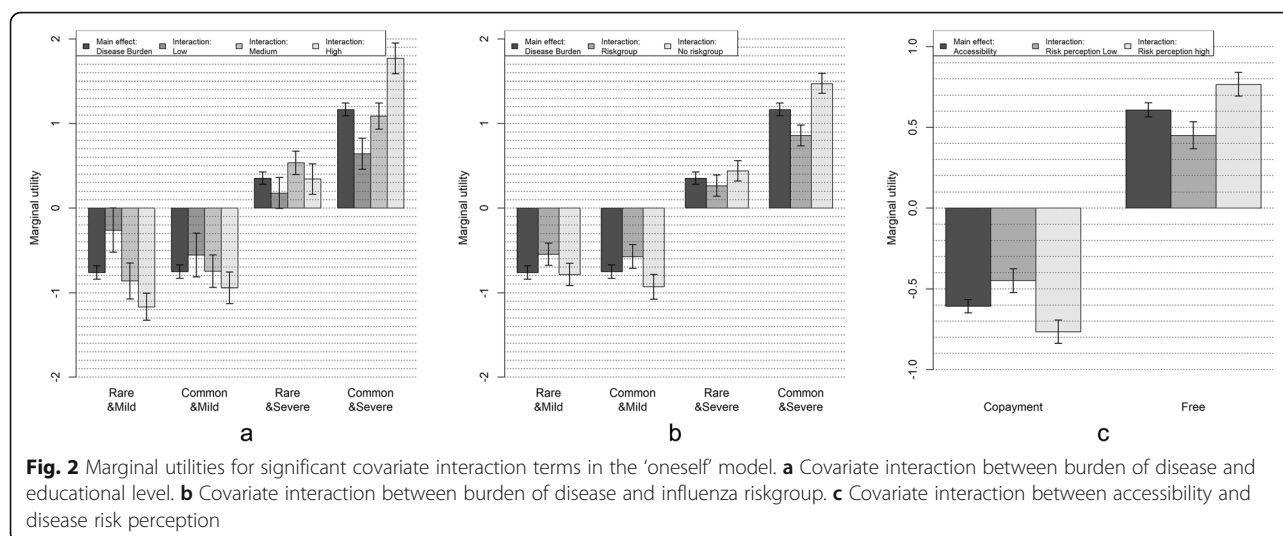 Main effect: Disease Burden
Interaction: Low
Interaction: Medium
Interaction: High
Marginal utility
2
1
0
-1
-2
Rare &Mild
Common &Mild
Rare &Severe
Common &Severe
a
Main effect: Disease Burden
Interaction: Riskgroup
Interaction: No riskgroup
Marginal utility
2
1
0
-1
-2
Rare &Mild
Common &Mild
Rare &Severe
Common &Severe
b
Main effect: Accessibility
Interaction: Risk perception Low
Interaction: Risk perception high
Marginal utility
1.0
0.5
0.0
-0.5
-1.0
Copayment
Free
c
Fig. 2 Marginal utilities for significant covariate interaction terms in the ‘oneself’ model. a Covariate interaction between burden of disease and
educational level. b Covariate interaction between burden of disease and influenza riskgroup. c Covariate interaction between accessibility and
disease risk perception